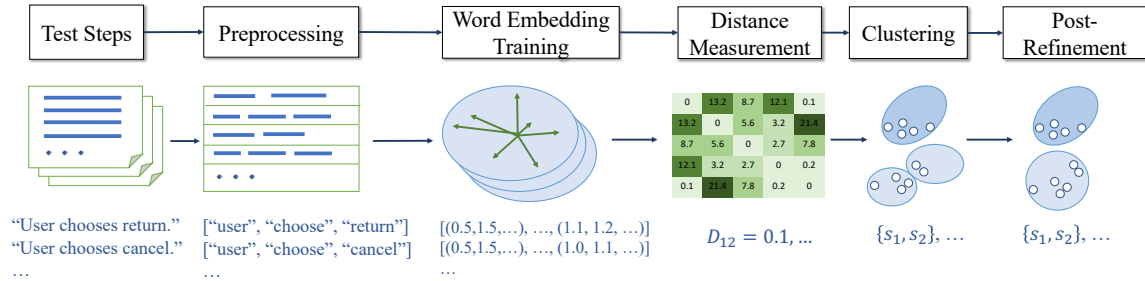 Test Steps
Preprocessing
Word Embedding
Training
Distance
Measurement
Clustering
Post-
Refinement
0 13.2 8.7 12.1 0.1
13.2 0 5.6 3.2 21.4
8.7 5.6 0 2.7 7.8
12.1 3.2 2.7 0 0.2
0.1 21.4 7.8 0.2 0
“User chooses return.”
“User chooses cancel.”
…
[“user”, “choose”, “return”]
[“user”, “choose”, “cancel”]
…
[(0.5,1.5,…), …, (1.1, 1.2, …)]
[(0.5,1.5,…), …, (1.0, 1.1, …)]
…
D₁₂ = 0.1, …
{s₁, s₂}, …
{s₁, s₂}, …